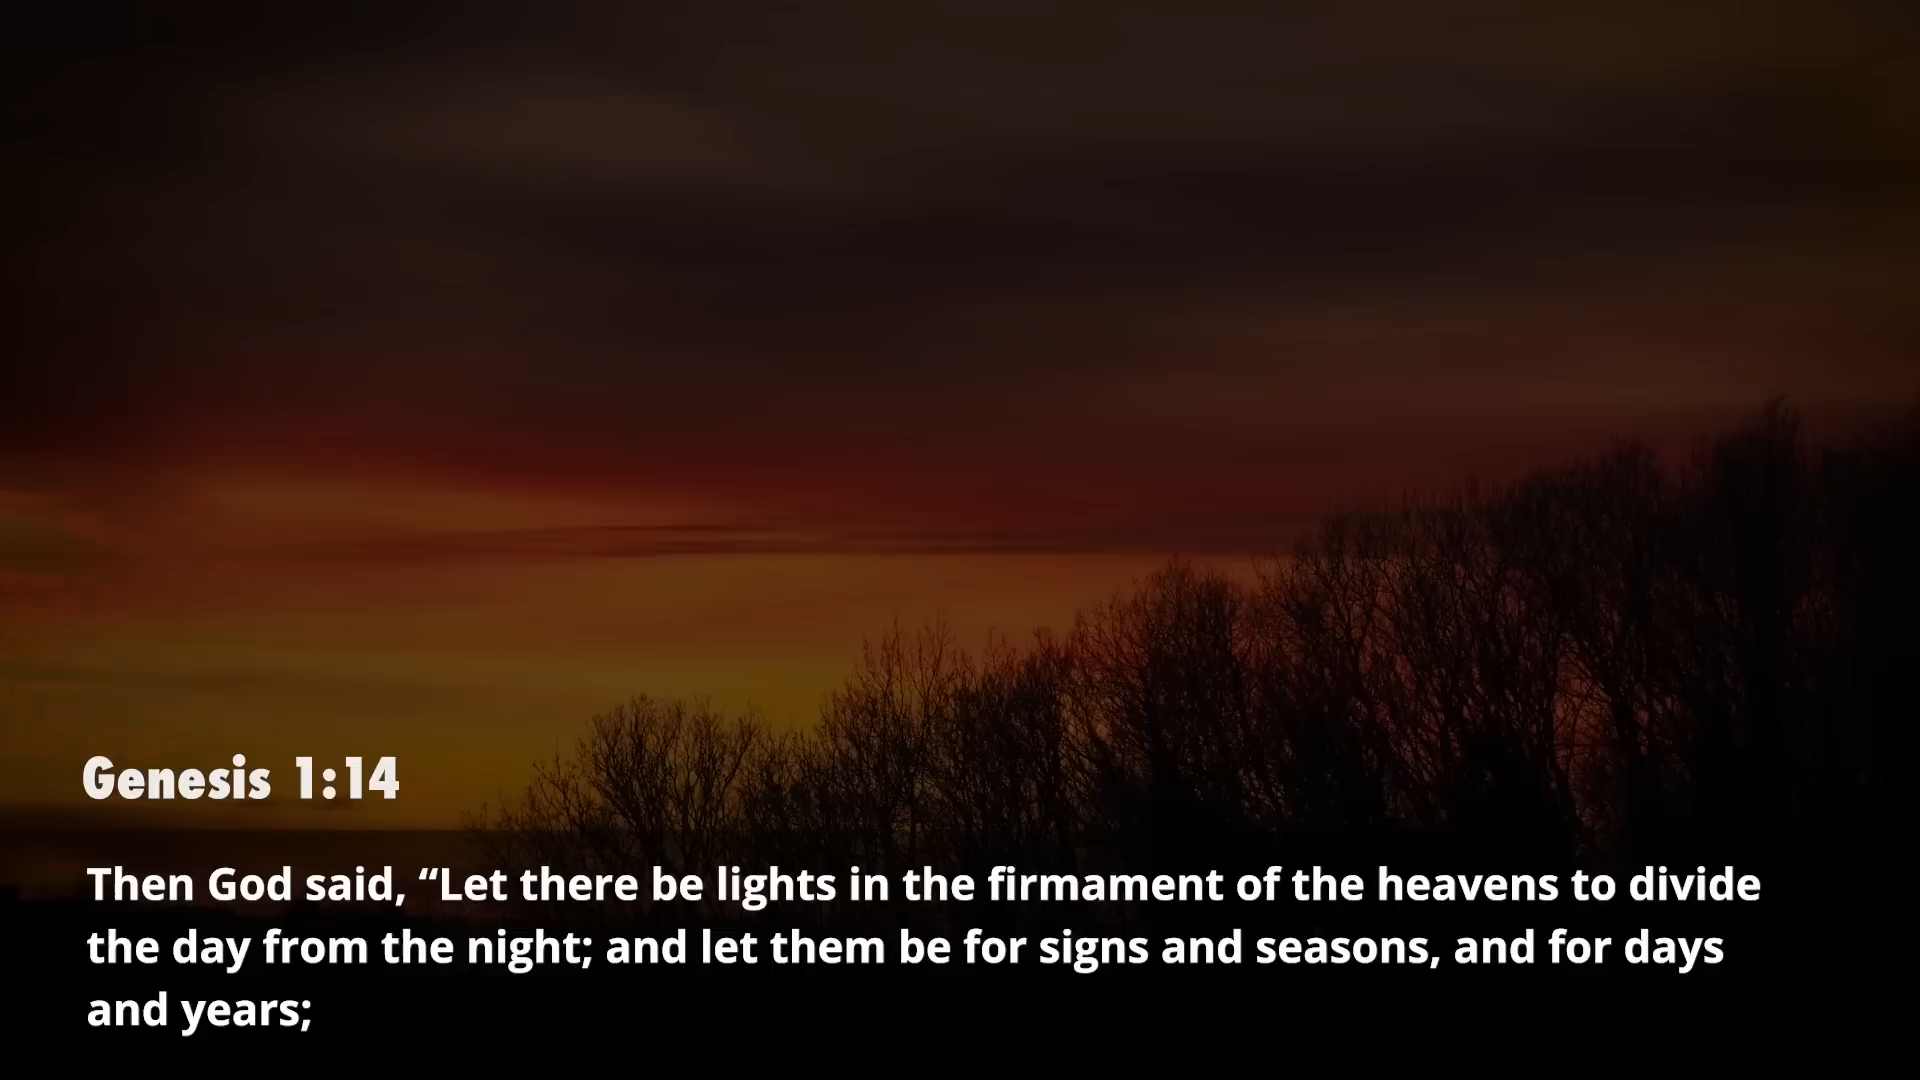 Genesis 1:14
Then God said, “Let there be lights in the firmament of the heavens to divide
the day from the night; and let them be for signs and seasons, and for days
and years;